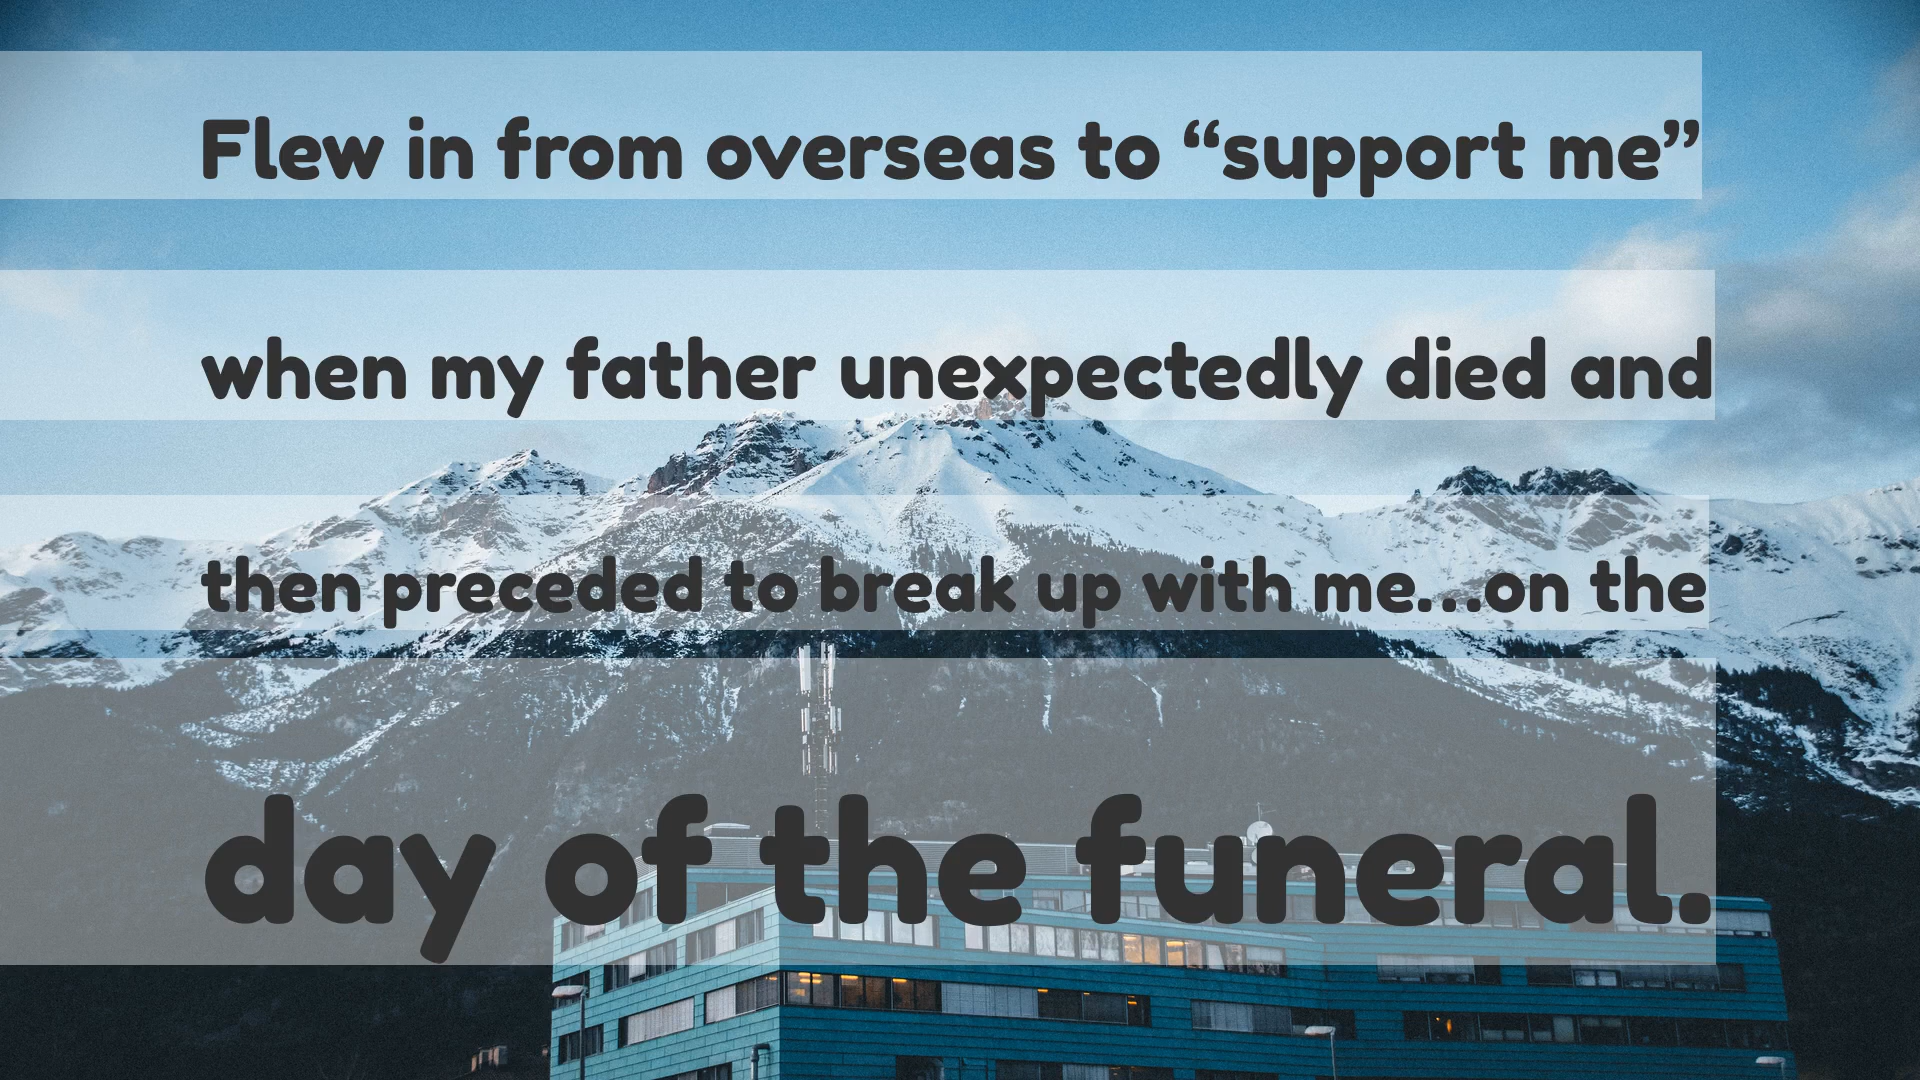 Flew in from overseas to “support me”
when my father unexpectedly died and
then preceded to break up with me...on the
day of the funeral.